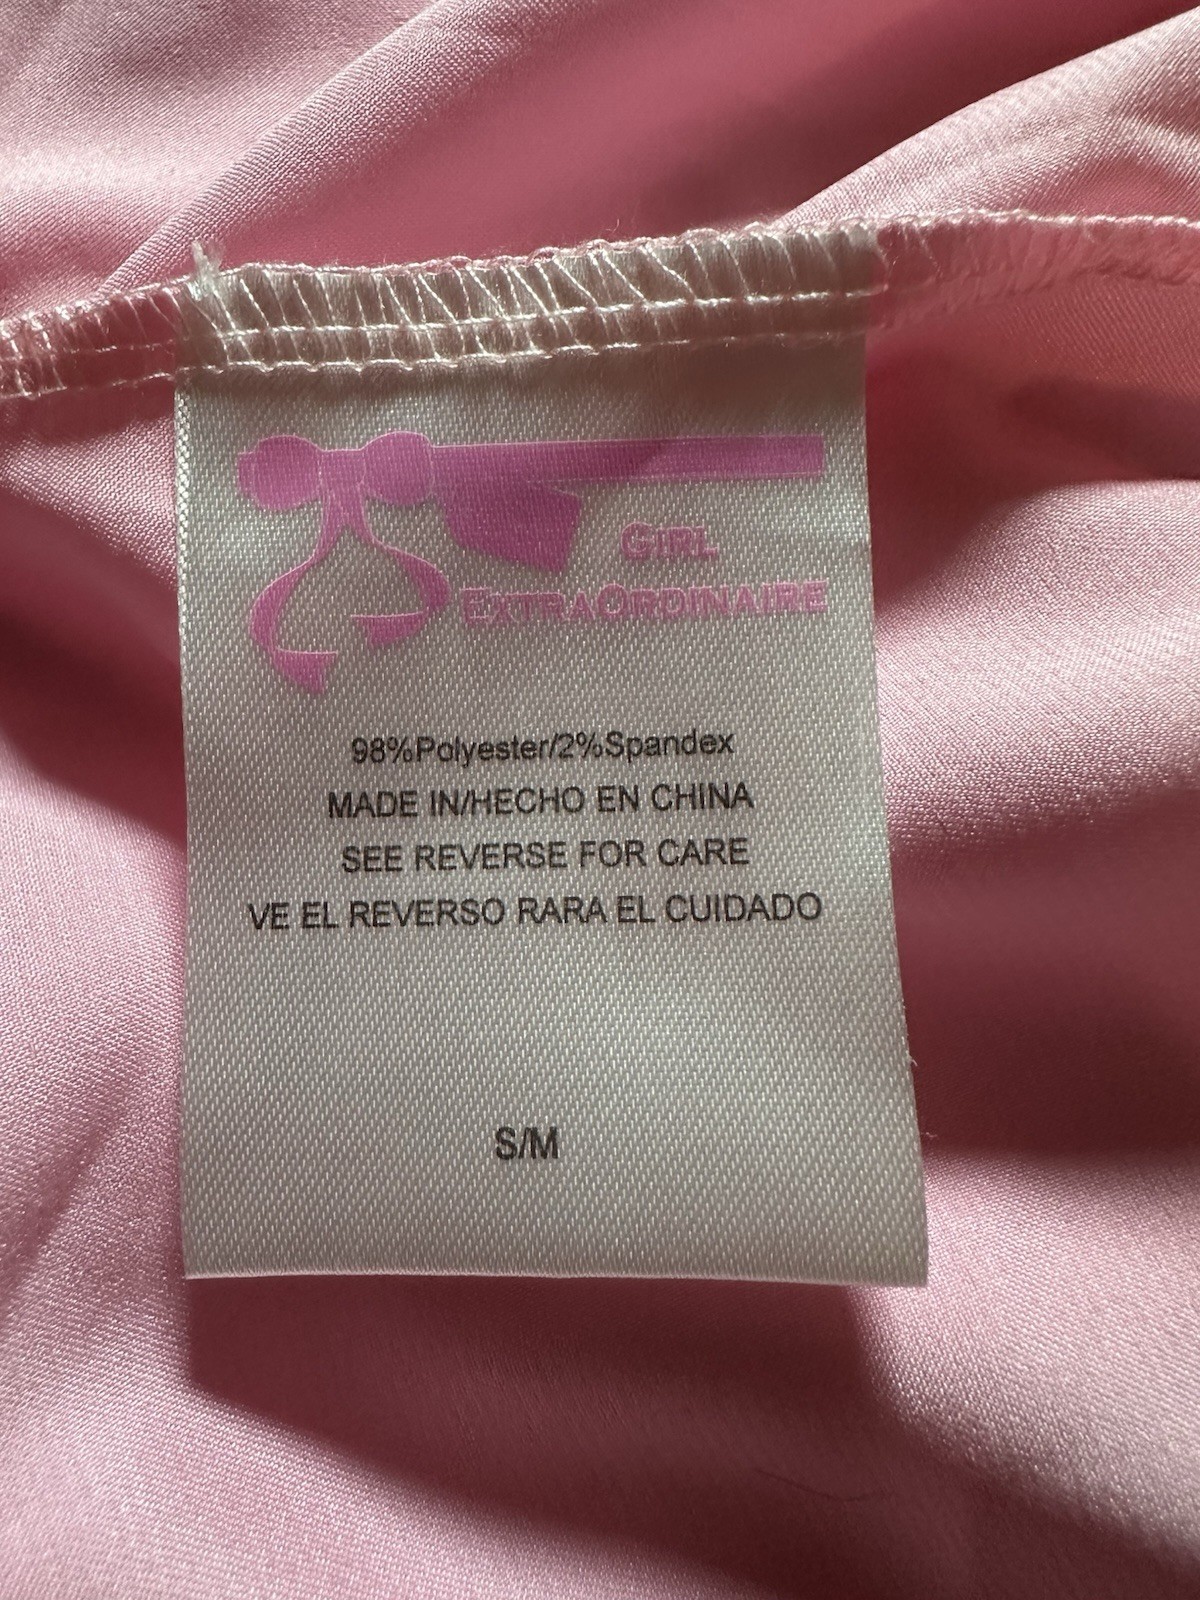 GIRL
EXTRAORDINAIRE
98%Polyester/2%Spandex
MADE IN/HECHO EN CHINA
SEE REVERSE FOR CARE
VE EL REVERSO RARA EL CUIDADO
S/M